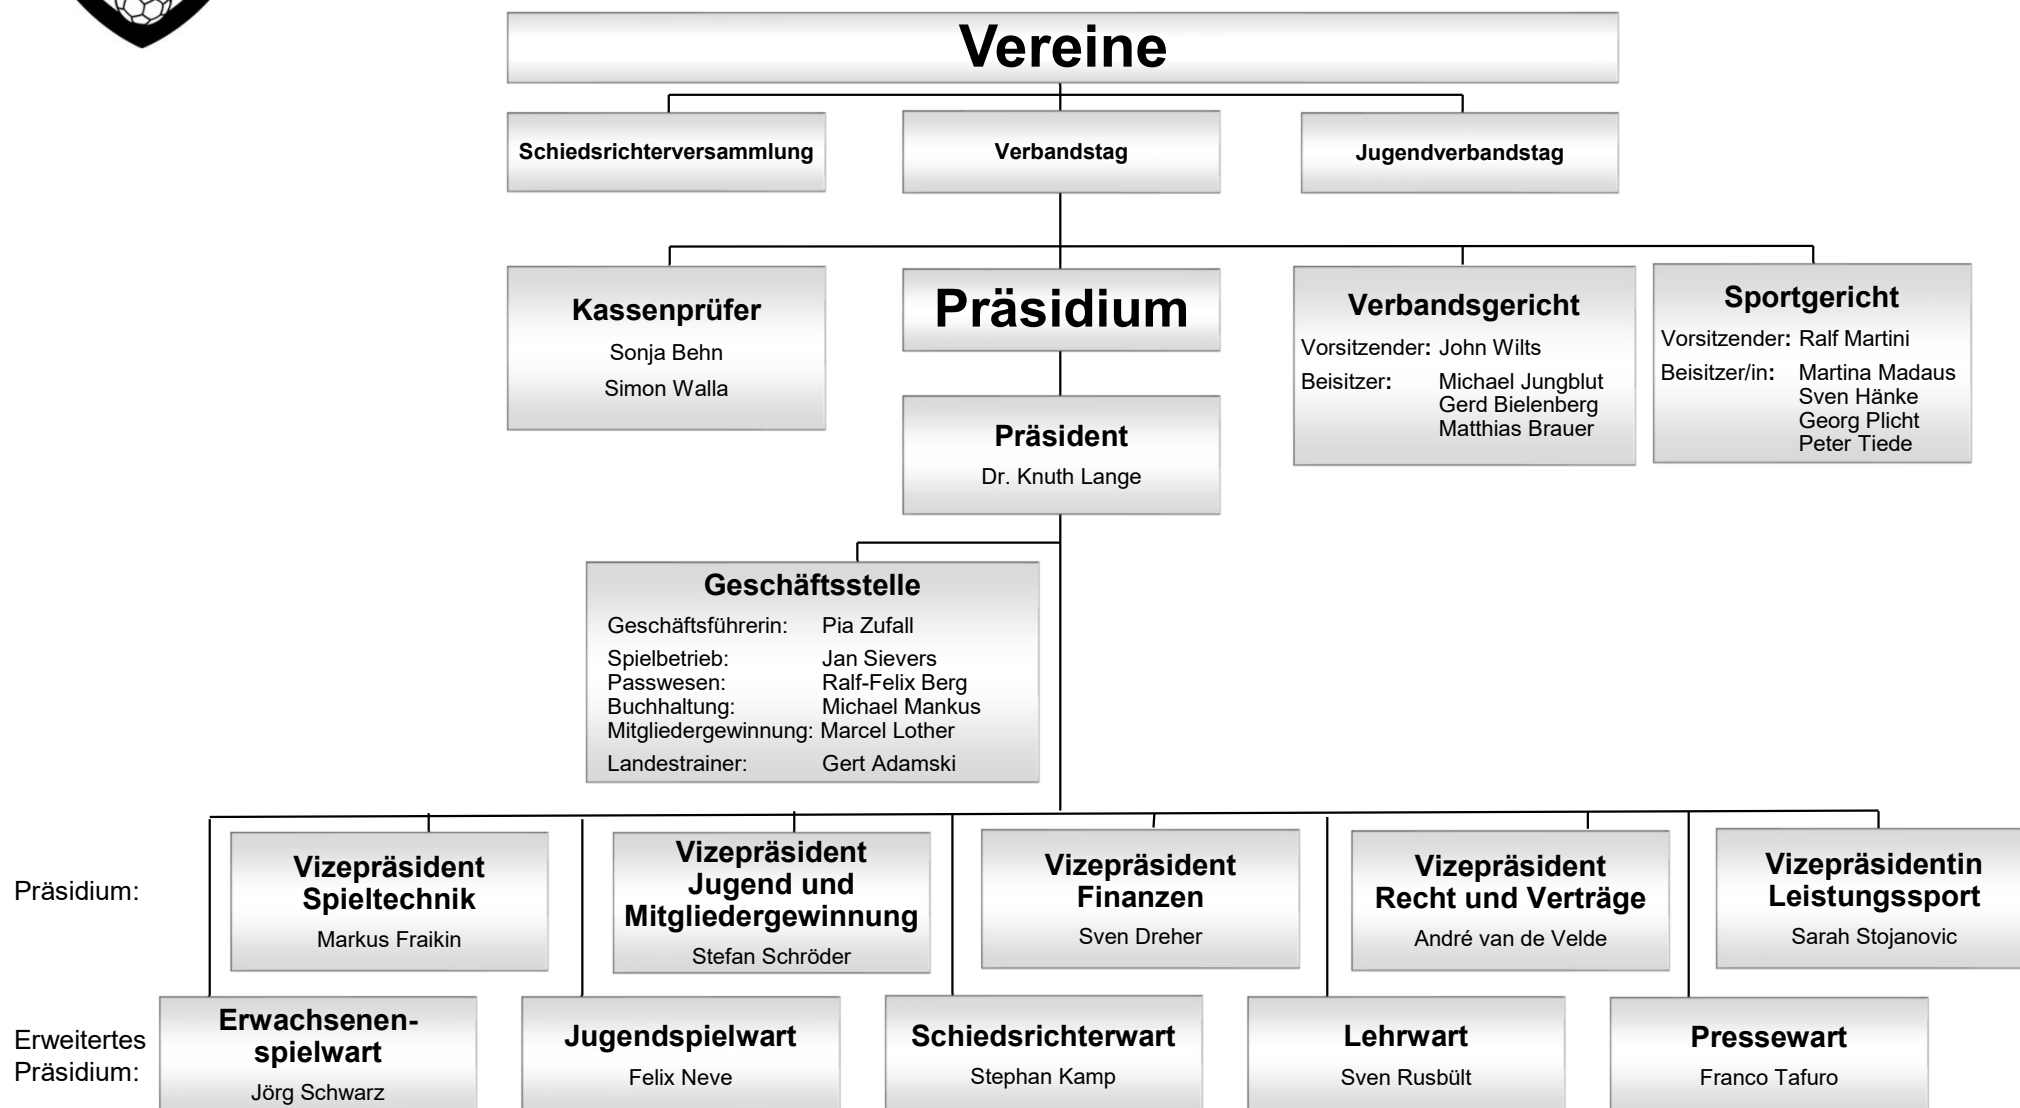 Vereine
Schiedsrichterversammlung
Verbandstag
Jugendverbandstag
Kassenprüfer
Sonja Behn
Simon Walla
Präsidium
Verbandsgericht
Vorsitzender: John Wilts
Beisitzer: Michael Jungblut
Gerd Bielenberg
Matthias Brauer
Sportgericht
Vorsitzender: Ralf Martini
Beisitzer/in: Martina Madaus
Sven Hänke
Georg Plicht
Peter Tiede
Präsident
Dr. Knuth Lange
Geschäftsstelle
Geschäftsführerin: Pia Zufall
Spielbetrieb: Jan Sievers
Passwesen: Ralf-Felix Berg
Buchhaltung: Michael Mankus
Mitgliedergewinnung: Marcel Lother
Landestrainer: Gert Adamski
Präsidium:
Vizepräsident
Spieltechnik
Markus Fraikin
Vizepräsident
Jugend und
Mitgliedergewinnung
Stefan Schröder
Vizepräsident
Finanzen
Sven Dreher
Vizepräsident
Recht und Verträge
André van de Velde
Vizepräsidentin
Leistungssport
Sarah Stojanovic
Erweitertes
Präsidium:
Erwachsenen-
spielwart
Jörg Schwarz
Jugendspielwart
Felix Neve
Schiedsrichterwart
Stephan Kamp
Lehrwart
Sven Rusbült
Pressewart
Franco Tafuro